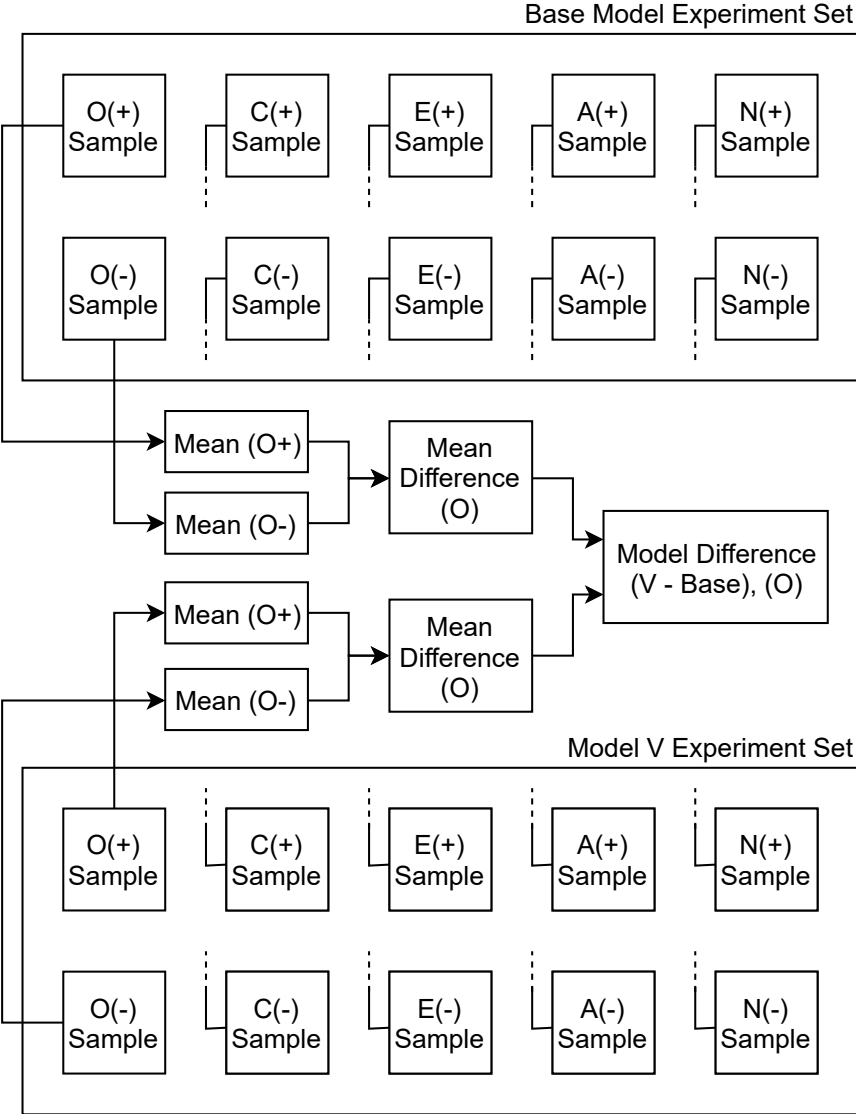 Base Model Experiment Set
O(+)
Sample
C(+)
Sample
E(+)
Sample
A(+)
Sample
N(+)
Sample
O(-)
Sample
C(-)
Sample
E(-)
Sample
A(-)
Sample
N(-)
Sample
Mean (O+)
Mean (O-)
Mean
Difference
(O)
Model Difference
(V - Base), (O)
Mean (O+)
Mean (O-)
Mean
Difference
(O)
Model V Experiment Set
O(+)
Sample
C(+)
Sample
E(+)
Sample
A(+)
Sample
N(+)
Sample
O(-)
Sample
C(-)
Sample
E(-)
Sample
A(-)
Sample
N(-)
Sample